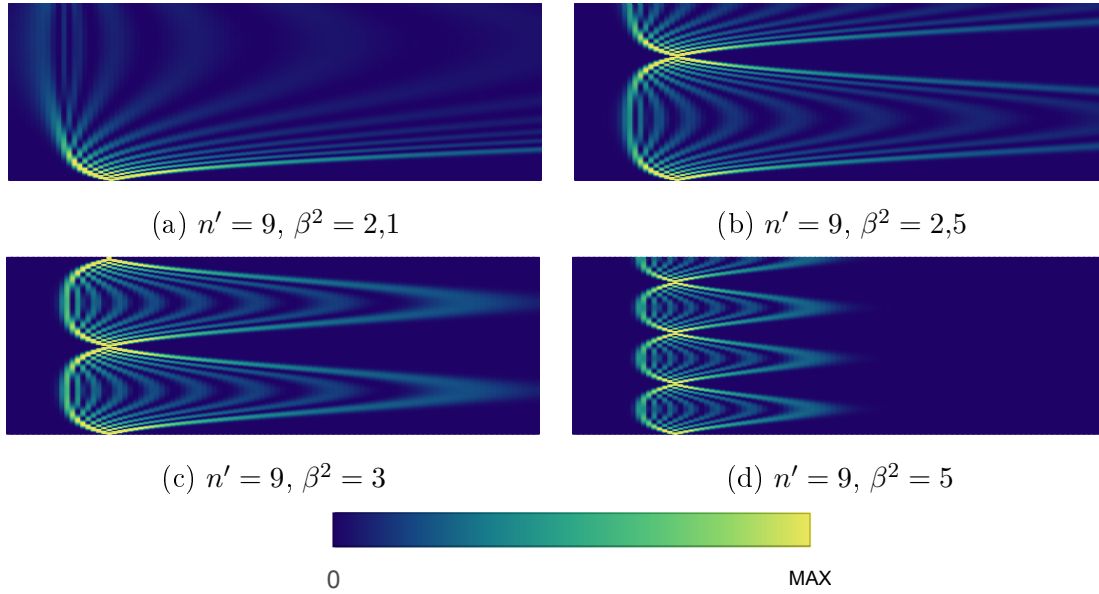 (a) n′ = 9, β² = 2,1
(b) n′ = 9, β² = 2,5
(c) n′ = 9, β² = 3
(d) n′ = 9, β² = 5
0
MAX